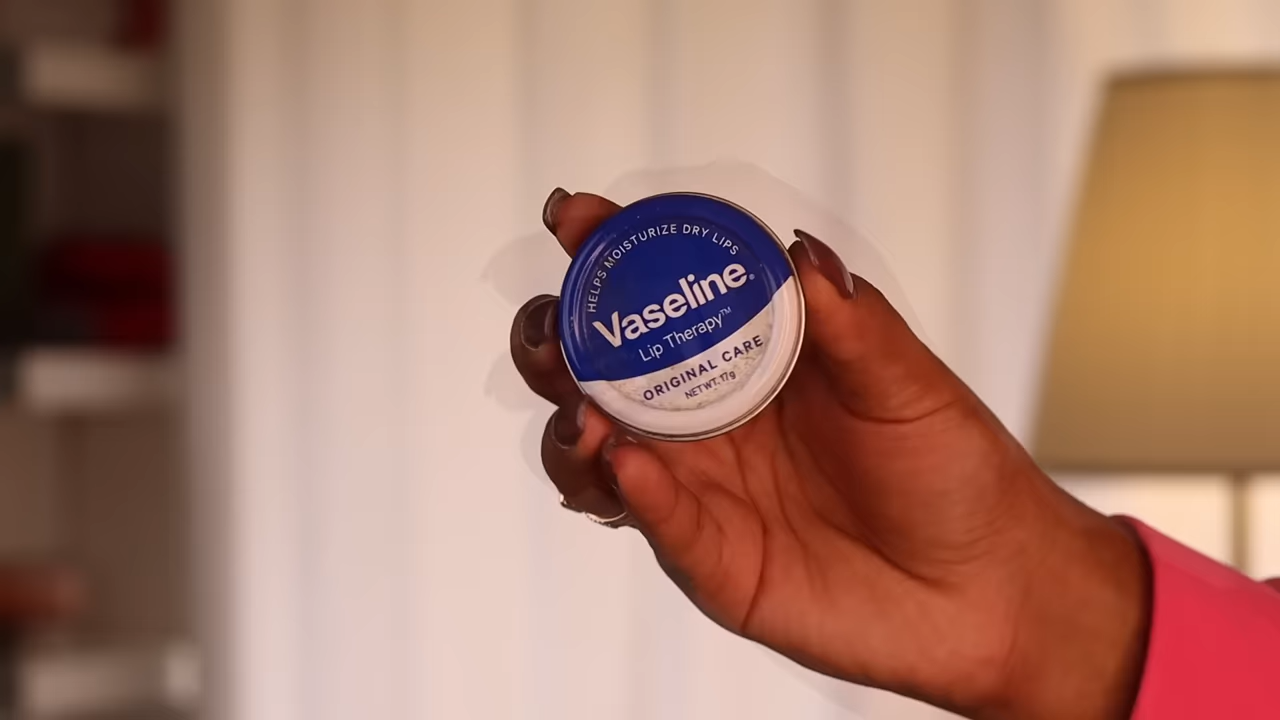 HELPS MOISTURIZE DRY LIPS
Vaseline®
Lip Therapy™
ORIGINAL CARE
NET WT. 17g